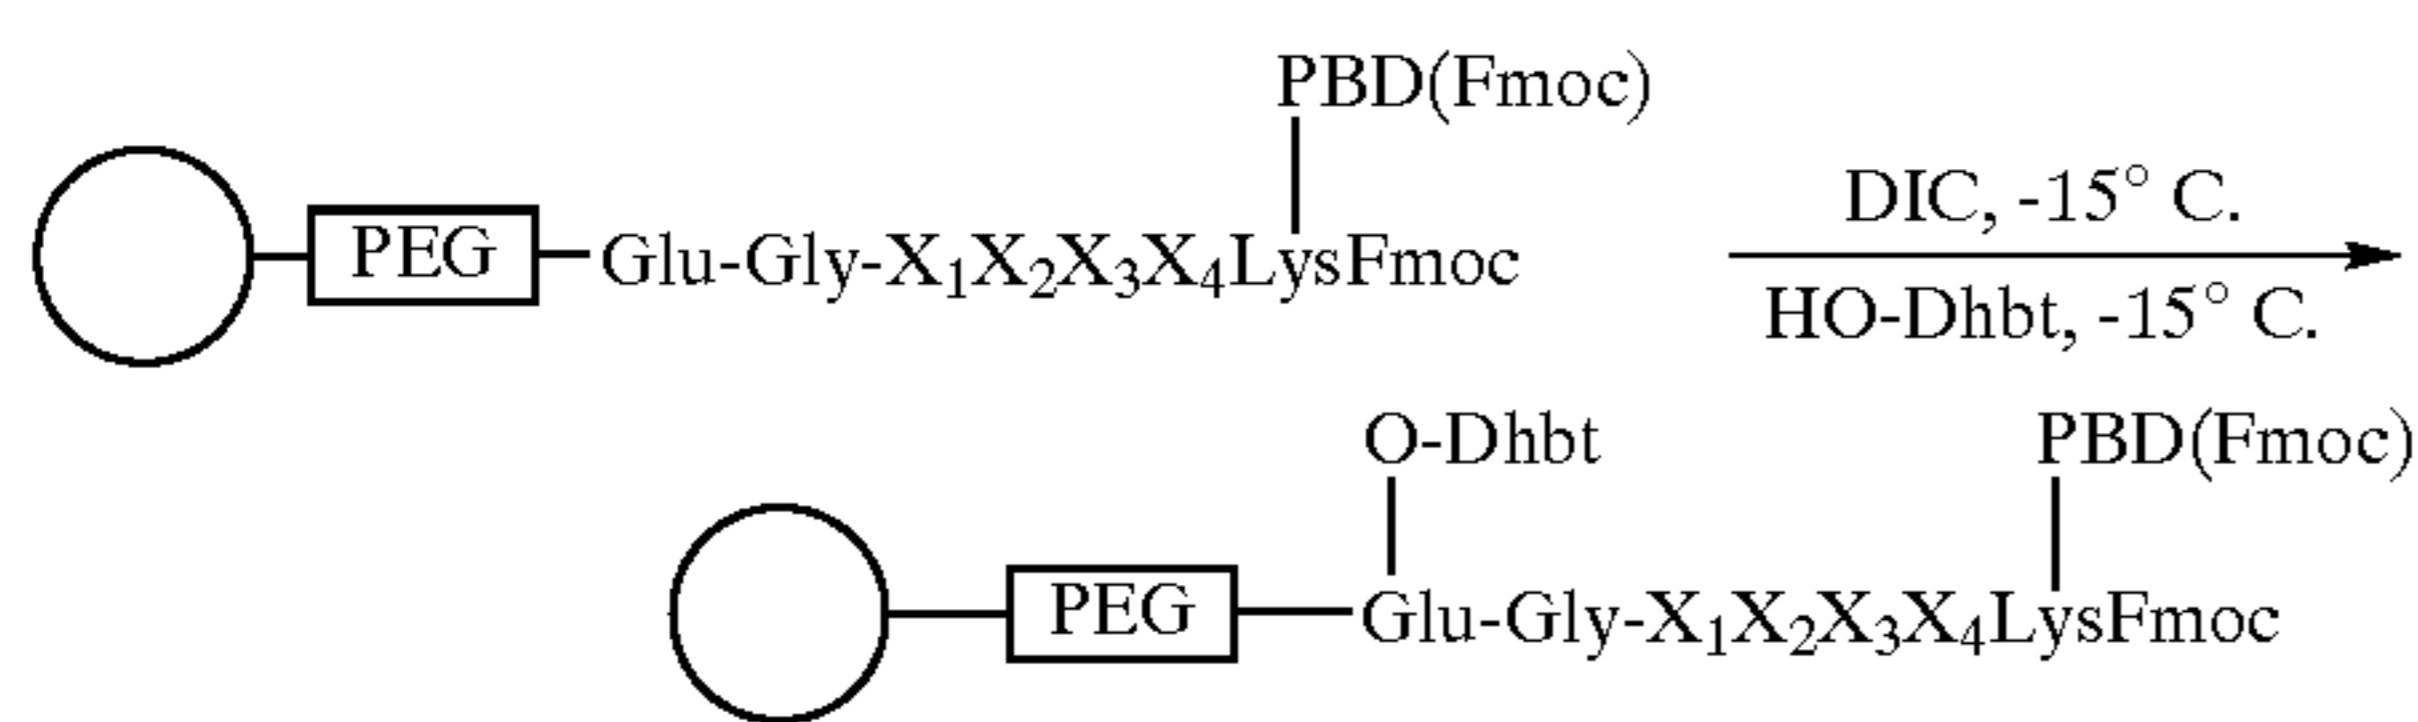 PBD(Fmoc)
PEG Glu-Gly-X₁X₂X₃X₄LysFmoc
DIC, -15° C.
HO-Dhbt, -15° C.
O-Dhbt PBD(Fmoc)
PEG Glu-Gly-X₁X₂X₃X₄LysFmoc